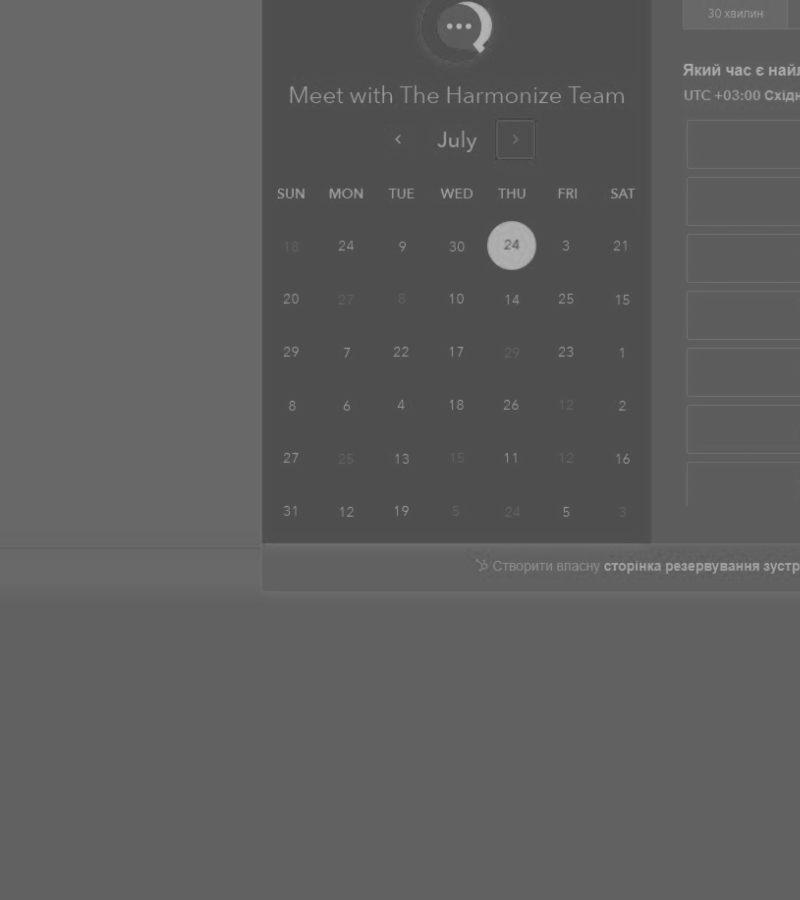 30 хвилин
Meet with The Harmonize Team
July
SUN MON TUE WED THU FRI SAT
18 24 9 30 24 3 21
20 27 8 10 14 25 15
29 7 22 17 29 23 1
8 6 4 18 26 12 2
27 25 13 15 11 12 16
31 12 19 5 24 5 3
Який час є
UTC +03:00
Створити власну сторінка резервування